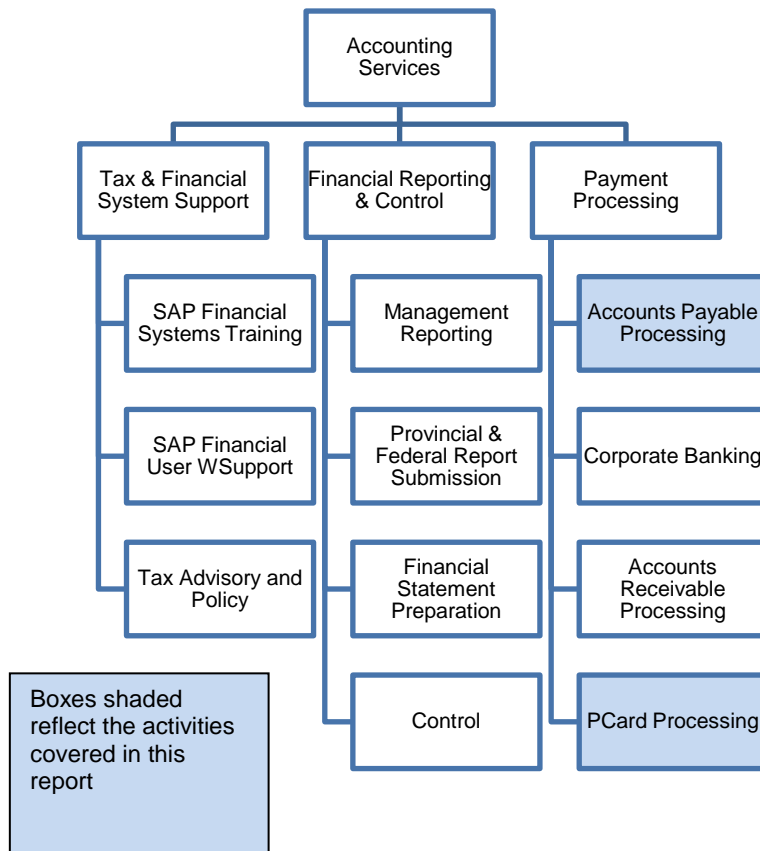 Accounting
Services
Tax & Financial
System Support
Financial Reporting
& Control
Payment
Processing
SAP Financial
Systems Training
Management
Reporting
Accounts Payable
Processing
SAP Financial
User WSupport
Provincial &
Federal Report
Submission
Corporate Banking
Tax Advisory and
Policy
Financial
Statement
Preparation
Accounts
Receivable
Processing
Boxes shaded
reflect the activities
covered in this
report
Control
PCard Processing